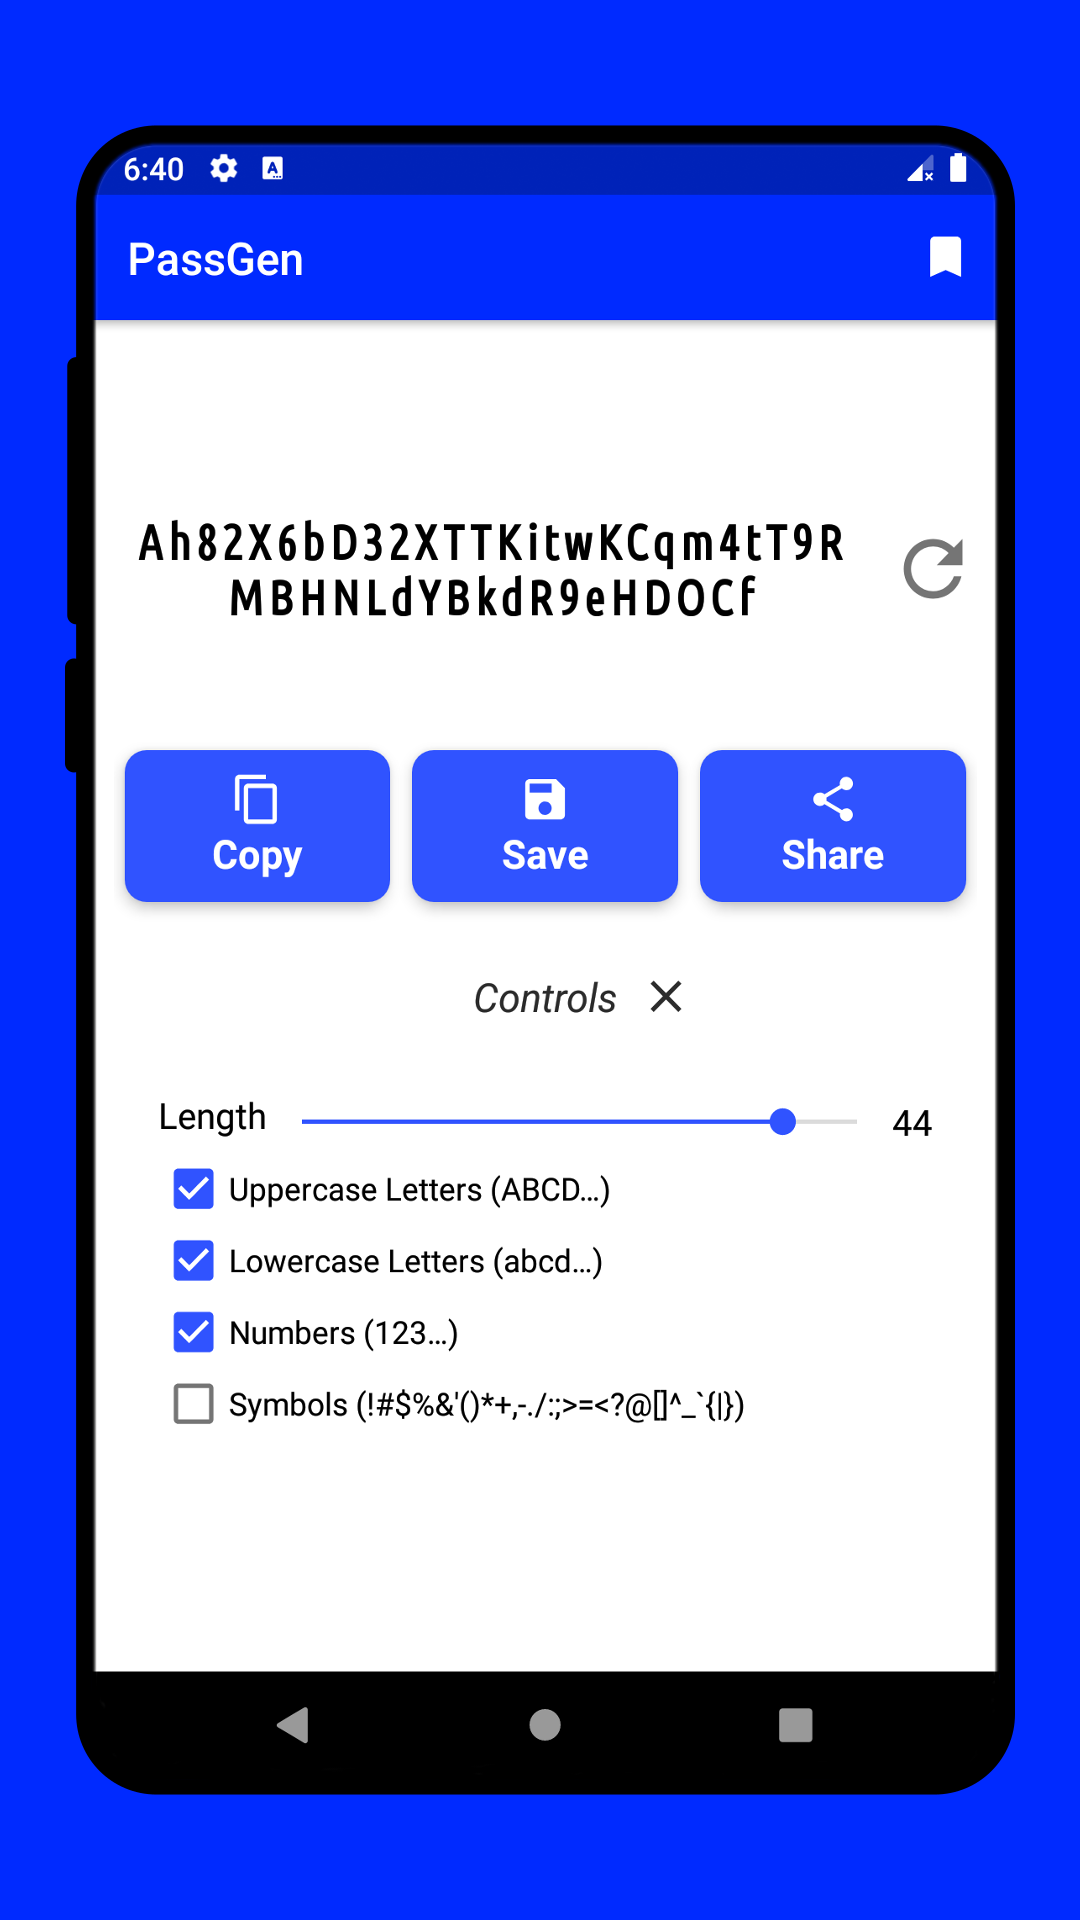 6:40
PassGen
Ah82X6bD32XTTKitwKCqm4tT9R
MBHNLdYBkdR9eHDOCf
Copy
Save
Share
Controls
Length
44
Uppercase Letters (ABCD...)
Lowercase Letters (abcd...)
Numbers (123...)
Symbols (!#$%&'()*+,-./:;>=<?@[]^_`{|})